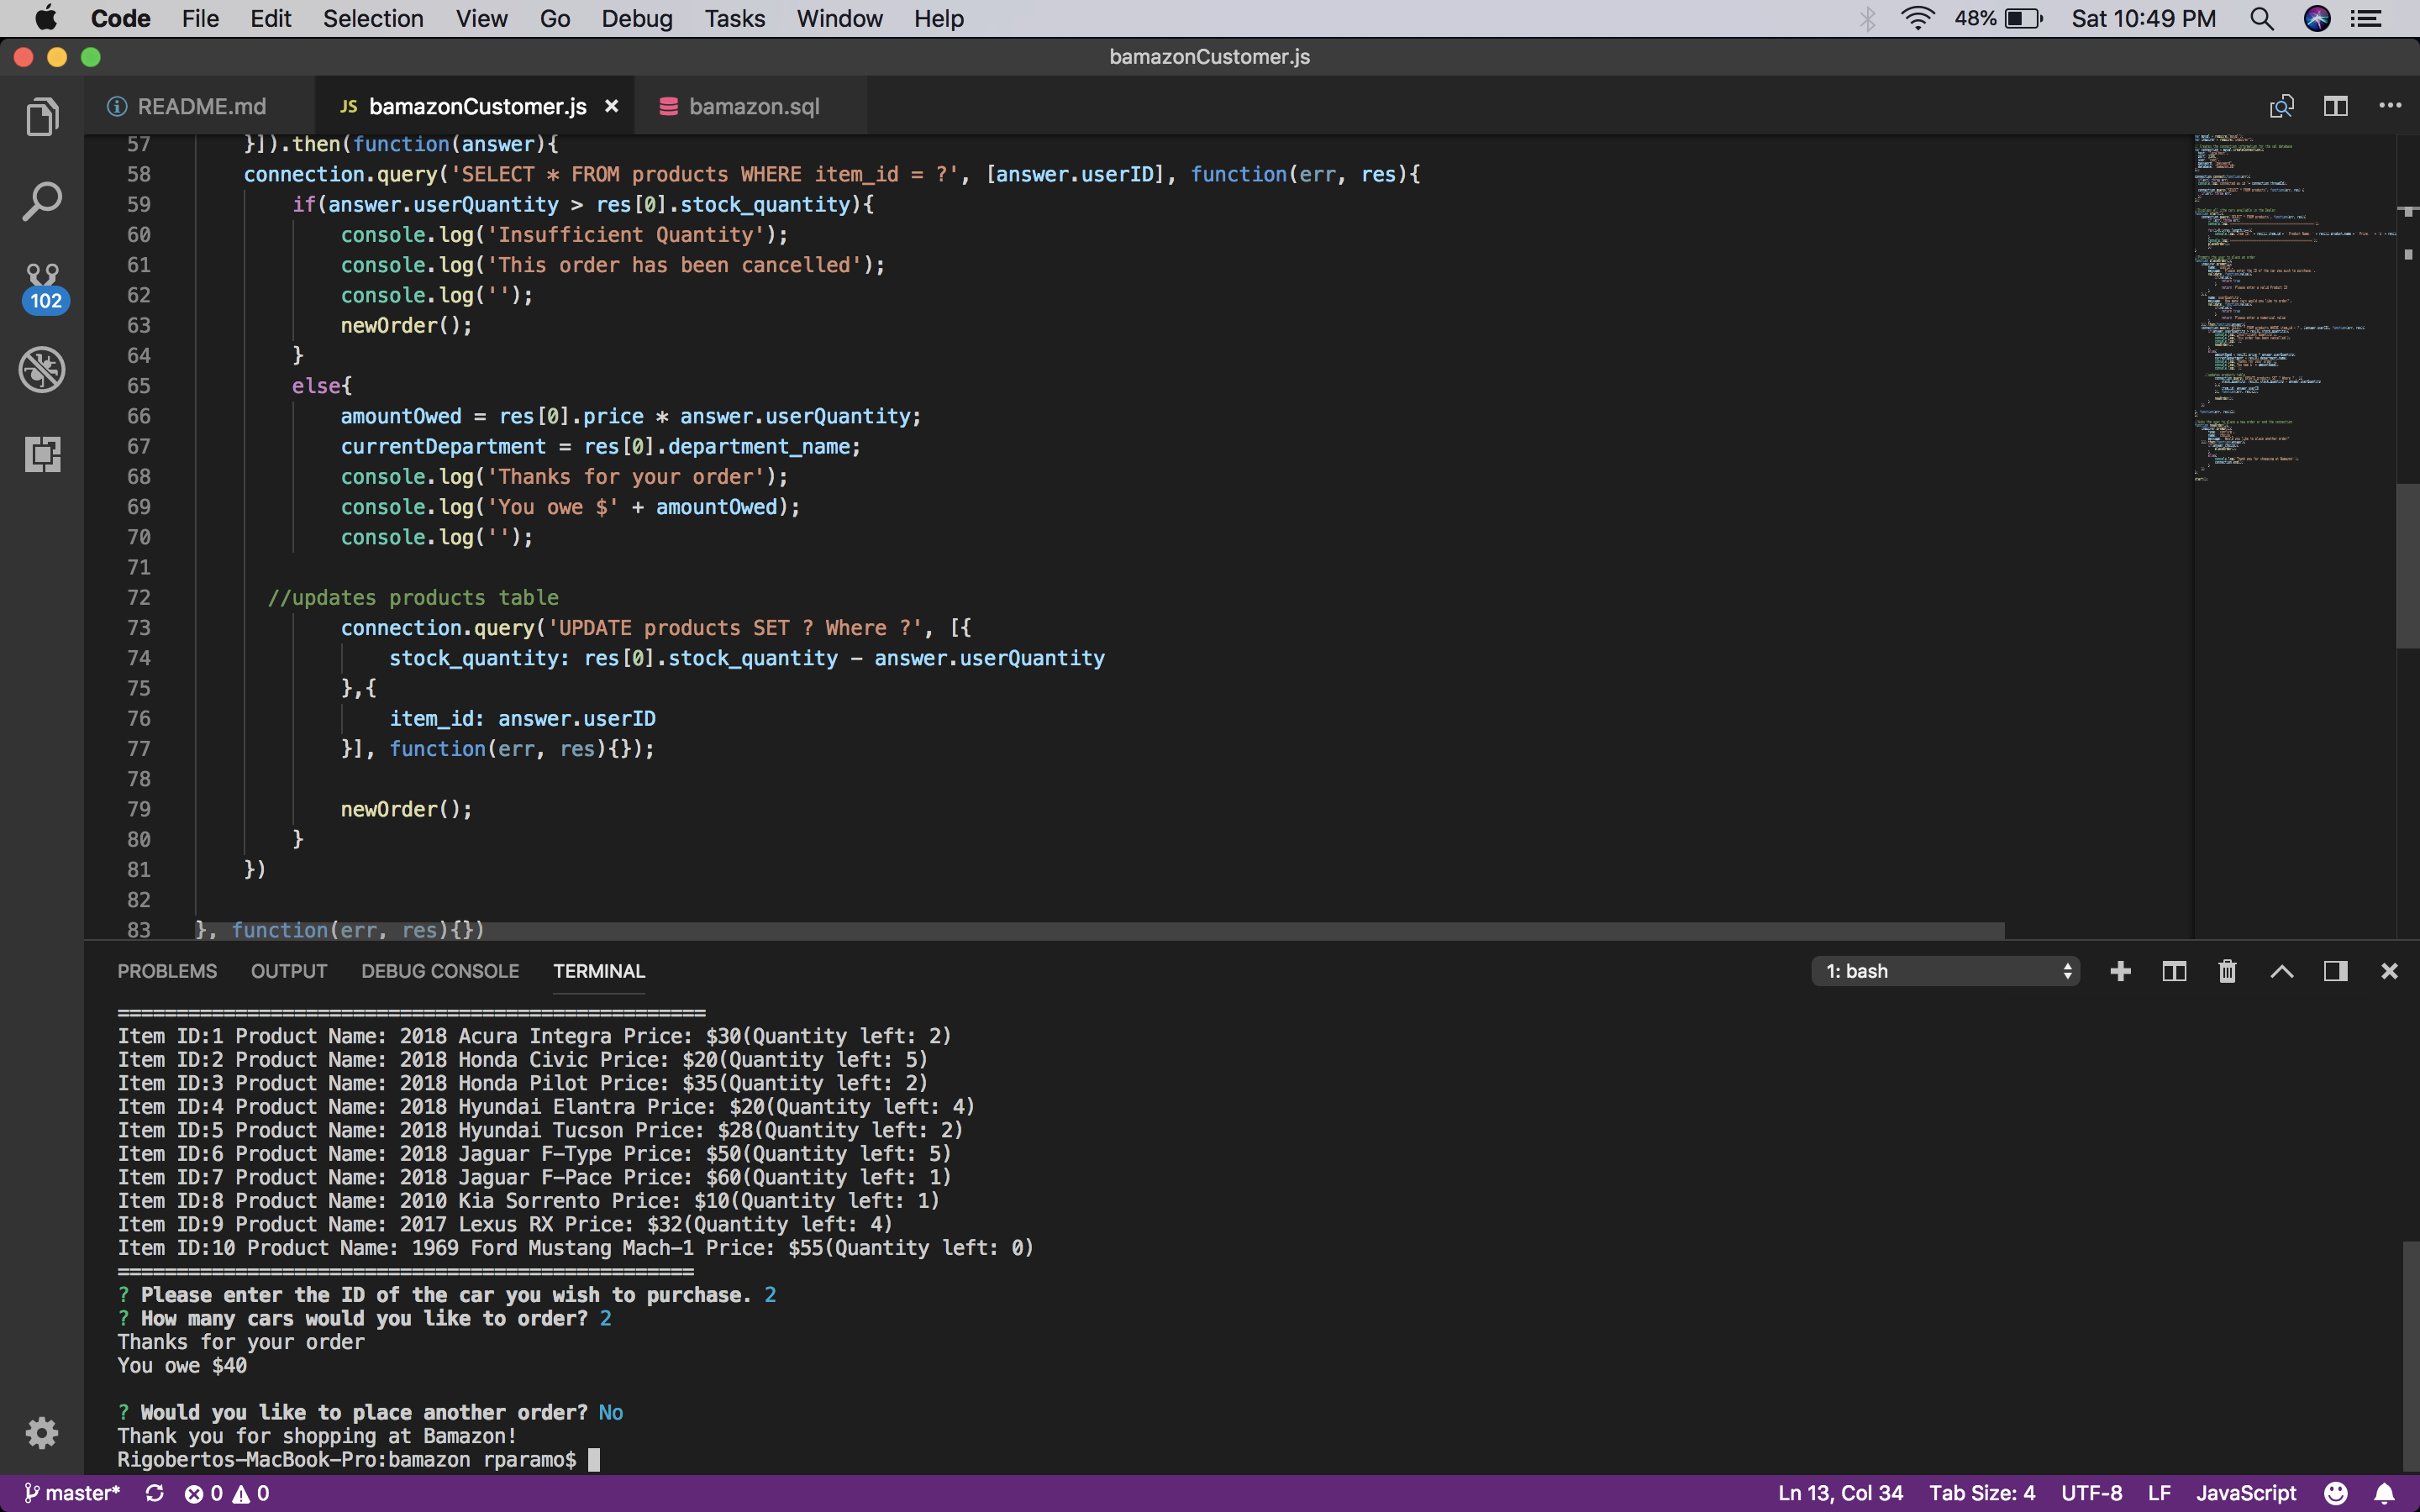 Code File Edit Selection View Go Debug Tasks Window Help 48% Sat 10:49 PM
bamazonCustomer.js
README.md JS bamazonCustomer.js × bamazon.sql
57 }]).then(function(answer){
58 connection.query('SELECT * FROM products WHERE item_id = ?', [answer.userID], function(err, res){
59 if(answer.userQuantity > res[0].stock_quantity){
60 console.log('Insufficient Quantity');
61 console.log('This order has been cancelled');
62 console.log('');
63 newOrder();
64 }
65 else{
66 amountOwed = res[0].price * answer.userQuantity;
67 currentDepartment = res[0].department_name;
68 console.log('Thanks for your order');
69 console.log('You owe $' + amountOwed);
70 console.log('');
71
72 //updates products table
73 connection.query('UPDATE products SET ? Where ?', [{
74 stock_quantity: res[0].stock_quantity - answer.userQuantity
75 },{
76 item_id: answer.userID
77 }], function(err, res){});
78
79 newOrder();
80 }
81 })
82
83 }, function(err, res){})
102
PROBLEMS OUTPUT DEBUG CONSOLE TERMINAL 1: bash
==================================================
Item ID:1 Product Name: 2018 Acura Integra Price: $30(Quantity left: 2)
Item ID:2 Product Name: 2018 Honda Civic Price: $20(Quantity left: 5)
Item ID:3 Product Name: 2018 Honda Pilot Price: $35(Quantity left: 2)
Item ID:4 Product Name: 2018 Hyundai Elantra Price: $20(Quantity left: 4)
Item ID:5 Product Name: 2018 Hyundai Tucson Price: $28(Quantity left: 2)
Item ID:6 Product Name: 2018 Jaguar F-Type Price: $50(Quantity left: 5)
Item ID:7 Product Name: 2018 Jaguar F-Pace Price: $60(Quantity left: 1)
Item ID:8 Product Name: 2010 Kia Sorrento Price: $10(Quantity left: 1)
Item ID:9 Product Name: 2017 Lexus RX Price: $32(Quantity left: 4)
Item ID:10 Product Name: 1969 Ford Mustang Mach-1 Price: $55(Quantity left: 0)
=================================================
? Please enter the ID of the car you wish to purchase. 2
? How many cars would you like to order? 2
Thanks for your order
You owe $40
? Would you like to place another order? No
Thank you for shopping at Bamazon!
Rigobertos-MacBook-Pro:bamazon rparamo$
master* 0 0 Ln 13, Col 34 Tab Size: 4 UTF-8 LF JavaScript